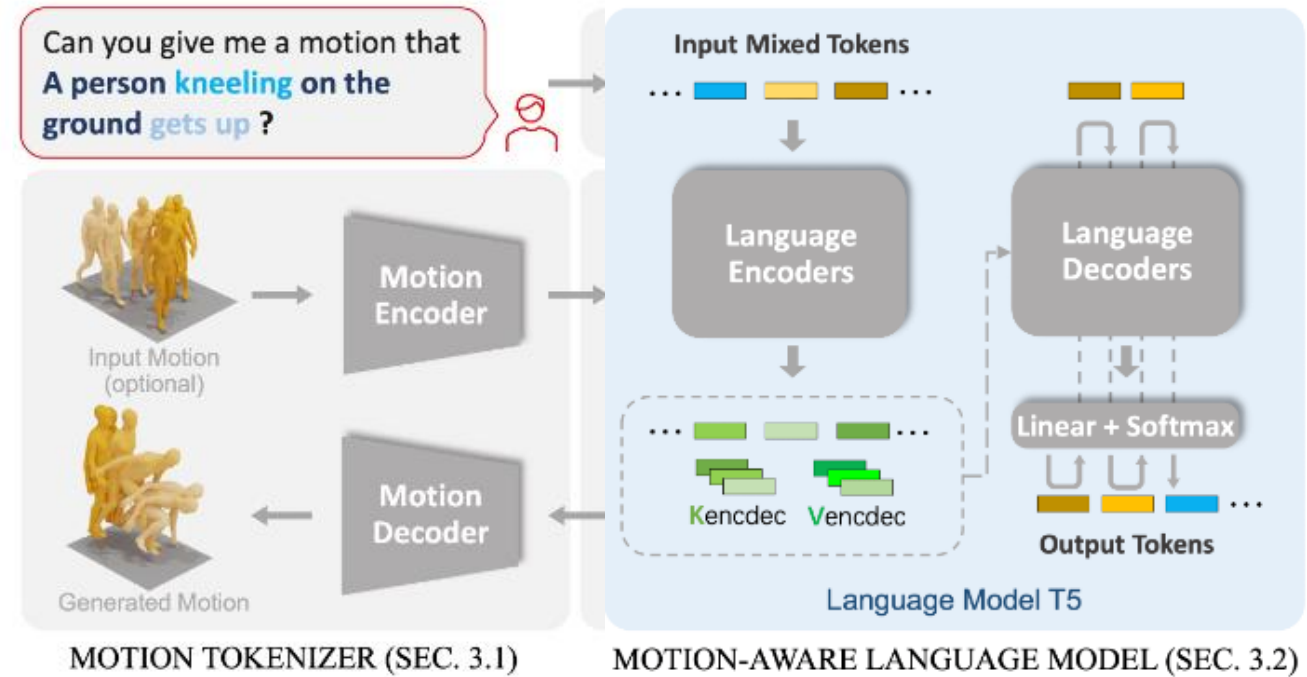 Can you give me a motion that
A person kneeling on the
ground gets up ?
Input Motion
(optional)
Motion
Encoder
Generated Motion
Motion
Decoder
MOTION TOKENIZER (SEC. 3.1)
Input Mixed Tokens
... ...
Language
Encoders
... ...
Kencdec Vencdec
Language
Decoders
Linear + Softmax
...
Output Tokens
Language Model T5
MOTION-AWARE LANGUAGE MODEL (SEC. 3.2)